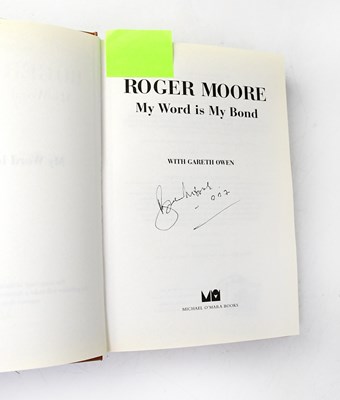 ROGER MOORE
My Word is My Bond
WITH GARETH OWEN
007
MICHAEL O'MARA BOOKS